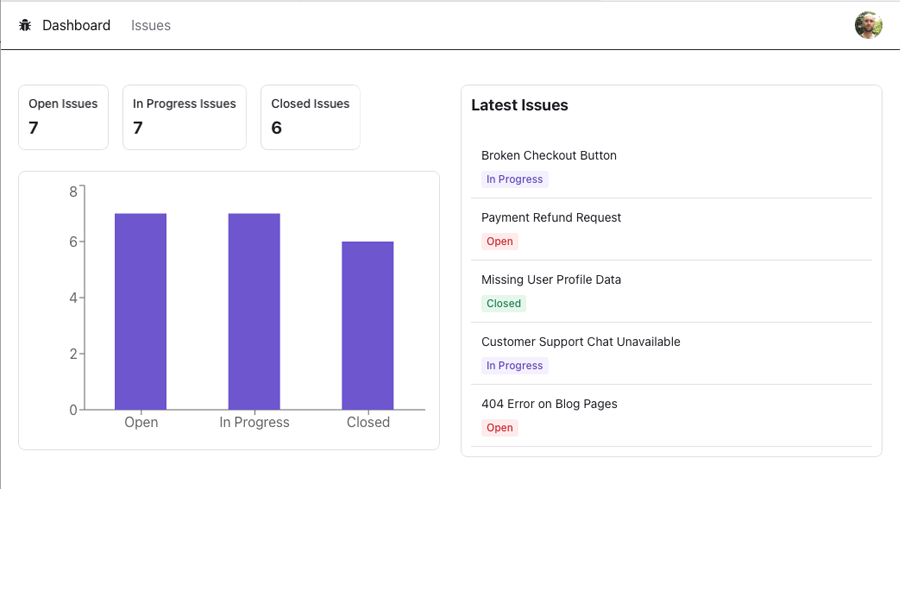 Dashboard Issues
Open Issues
7
In Progress Issues
7
Closed Issues
6
8
6
4
2
0
Open In Progress Closed
Latest Issues
Broken Checkout Button
In Progress
Payment Refund Request
Open
Missing User Profile Data
Closed
Customer Support Chat Unavailable
In Progress
404 Error on Blog Pages
Open